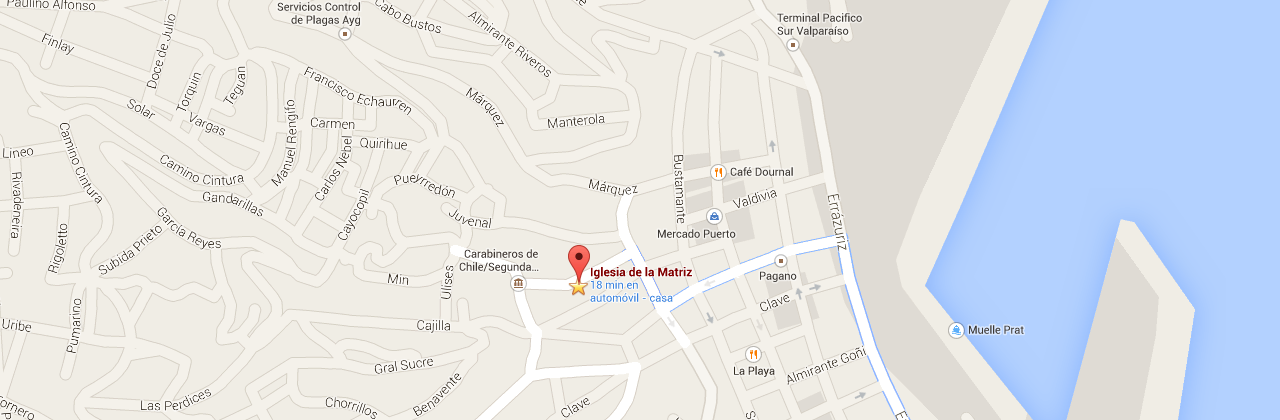 Paulino Alfonso
Servicios Control
de Plagas Ayg
Cabo Bustos
Almirante Riveros
Terminal Pacifico
Sur Valparaíso
Finlay
Doce de Julio
Torquin
Teguan
Francisco Echaurren
Márquez
Solar
Vargas
Manuel Rengifo
Carmen
Manterola
Quirihue
Carlos Nebel
Lineo
Camino Cintura
Camino Cintura
Pueyrredón
Márquez
Bustamante
Café Dournal
Valdivia
Rivadeneira
Gandarillas
Cayocopil
Juvenal
Errázuriz
García Reyes
Rigoletto
Subida Prieto
Mercado Puerto
Carabineros de
Chile/Segunda...
Min
Ulises
Iglesia de la Matriz
18 min en
automóvil - casa
Pagano
Clave
Pumarino
Uribe
Cajilla
Muelle Prat
Gral Sucre
La Playa
Almirante Goñi
Benavente
Las Perdices
Chorrillos
Clave